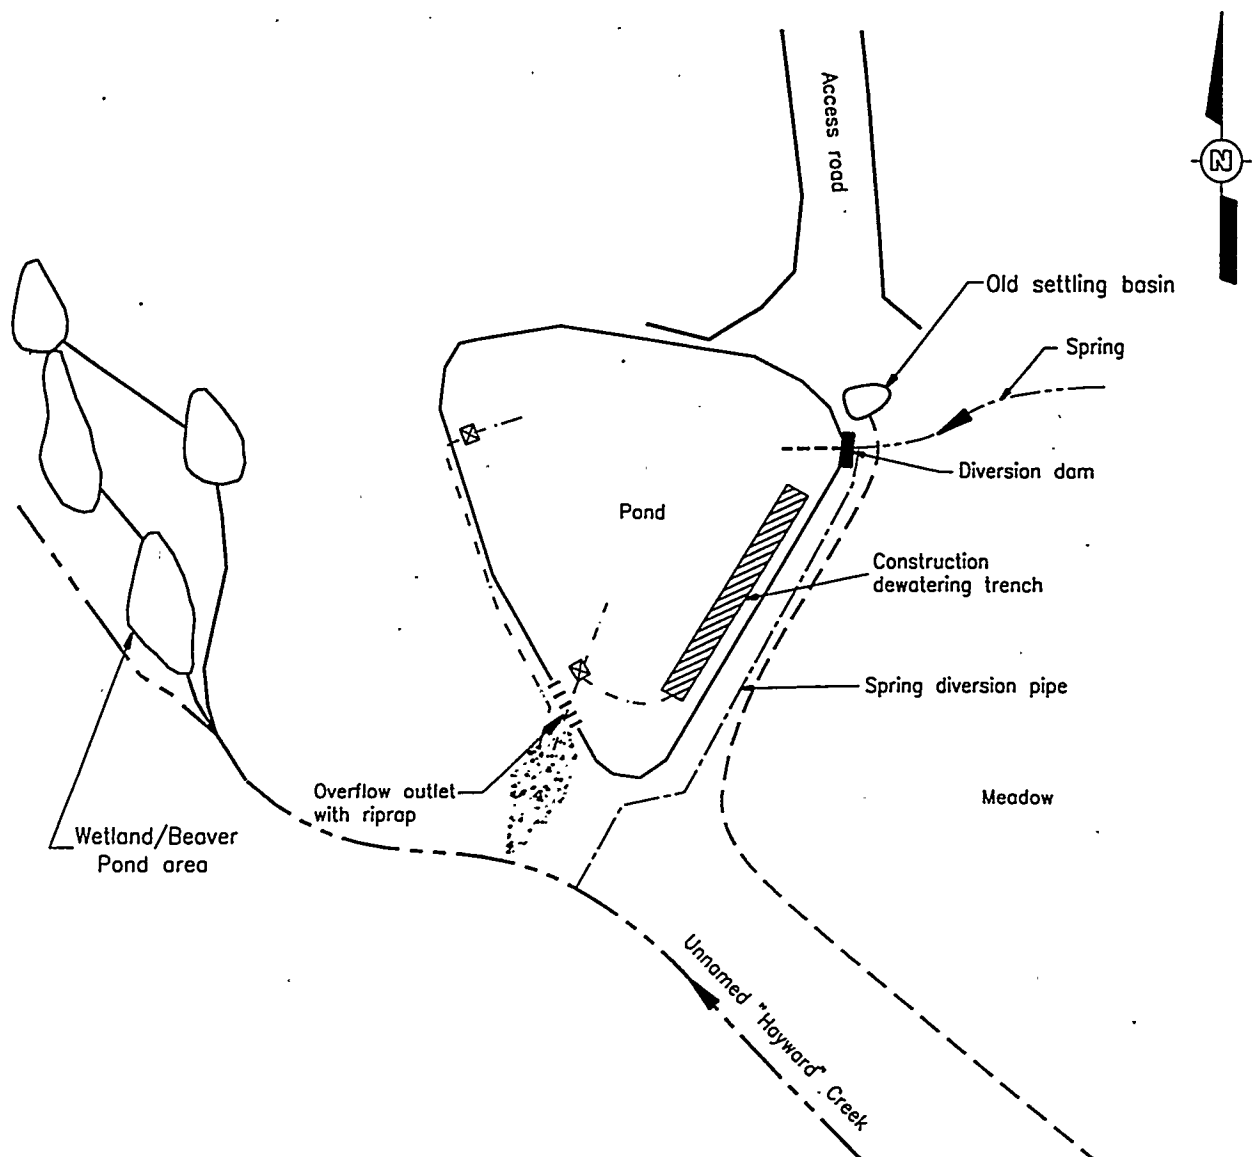 Access road
N
Old settling basin
Spring
Diversion dam
Pond
Construction
dewatering trench
Spring diversion pipe
Overflow outlet
with riprap
Meadow
Wetland/Beaver
Pond area
Unnamed "Hayward" Creek